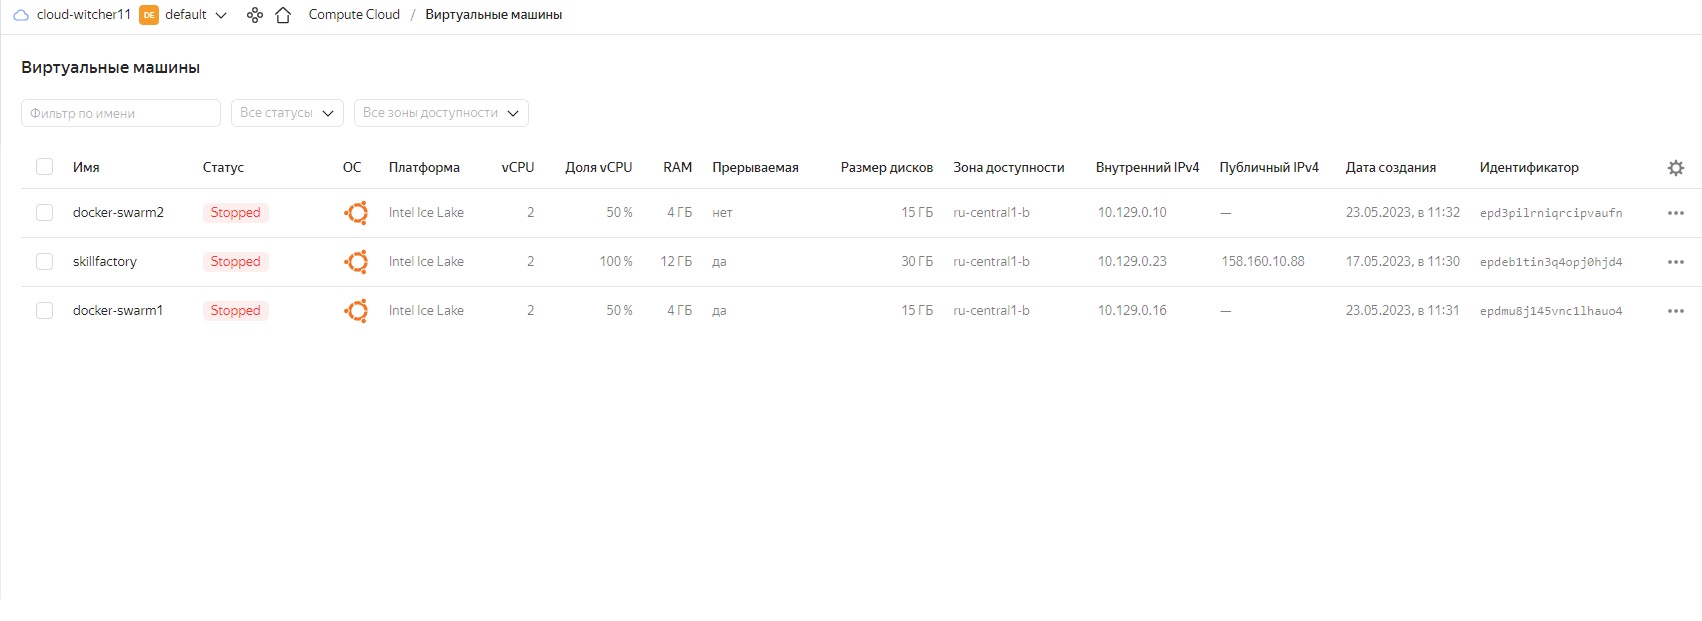 cloud-witcher11 DE default Compute Cloud / Виртуальные машины
Виртуальные машины
Фильтр по имени Все статусы Все зоны доступности
Имя Статус ОС Платформа vCPU Доля vCPU RAM Прерываемая Размер дисков Зона доступности Внутренний IPv4 Публичный IPv4 Дата создания Идентификатор
docker-swarm2 Stopped Intel Ice Lake 2 50 % 4 ГБ нет 15 ГБ ru-central1-b 10.129.0.10 — 23.05.2023, в 11:32 epd3pilrniqrcipvaufn
skillfactory Stopped Intel Ice Lake 2 100 % 12 ГБ да 30 ГБ ru-central1-b 10.129.0.23 158.160.10.88 17.05.2023, в 11:30 epdeb1tin3q4opj0hjd4
docker-swarm1 Stopped Intel Ice Lake 2 50 % 4 ГБ да 15 ГБ ru-central1-b 10.129.0.16 — 23.05.2023, в 11:31 epdmu8j145vnc1lhauo4